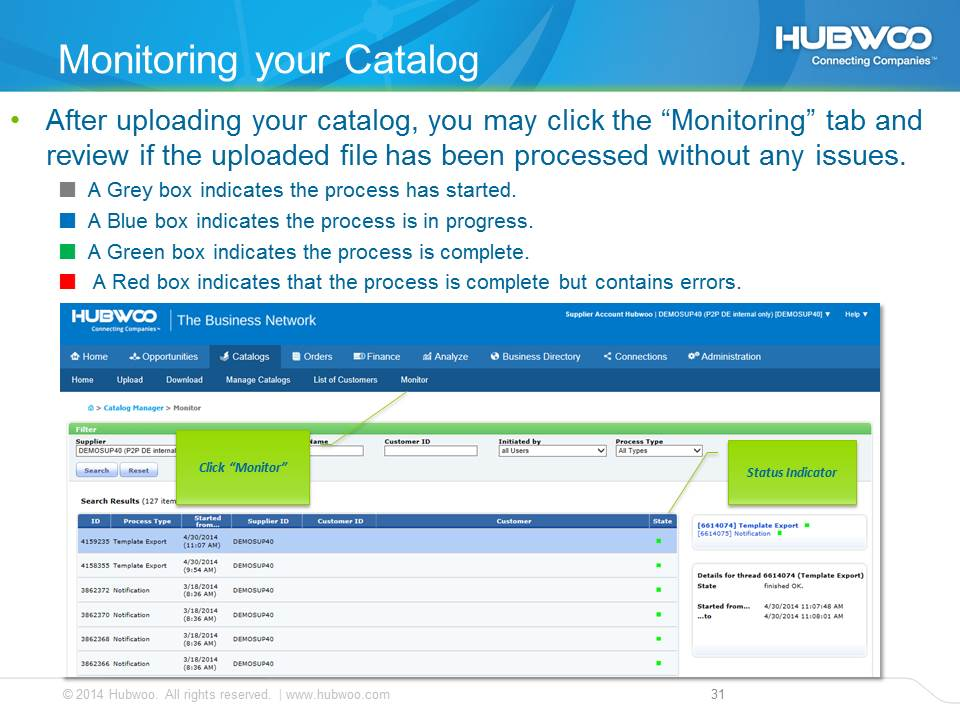 Monitoring your Catalog
HUBWOO
Connecting Companies™
• After uploading your catalog, you may click the “Monitoring” tab and
review if the uploaded file has been processed without any issues.
A Grey box indicates the process has started.
A Blue box indicates the process is in progress.
A Green box indicates the process is complete.
A Red box indicates that the process is complete but contains errors.
HUBWOO
Connecting Companies™
The Business Network
Supplier Account Hubwoo | DEMOSUP40 (P2P DE internal only) [DEMOSUP40] ▼ Help ▼
Home Opportunities Catalogs Orders Finance Analyze Business Directory Connections Administration
Home Upload Download Manage Catalogs List of Customers Monitor
> Catalog Manager > Monitor
Filter
Supplier Name Customer ID Initiated by Process Type
DEMOSUP40 (P2P DE internal all Users All Types
Search Reset
Click “Monitor”
Status Indicator
Search Results (127 item
ID Process Type Started from... Supplier ID Customer ID Customer State
4159235 Template Export 4/30/2014 (11:07 AM) DEMOSUP40
4158355 Template Export 4/30/2014 (9:54 AM) DEMOSUP40
3862372 Notification 3/18/2014 (8:36 AM) DEMOSUP40
3862370 Notification 3/18/2014 (8:36 AM) DEMOSUP40
3862368 Notification 3/18/2014 (8:36 AM) DEMOSUP40
3862366 Notification 3/18/2014 (8:36 AM) DEMOSUP40
[6614074] Template Export
[6614075] Notification
Details for thread 6614074 (Template Export)
State finished OK.
Started from... 4/30/2014 11:07:48 AM
...to 4/30/2014 11:08:01 AM
© 2014 Hubwoo. All rights reserved. | www.hubwoo.com
31